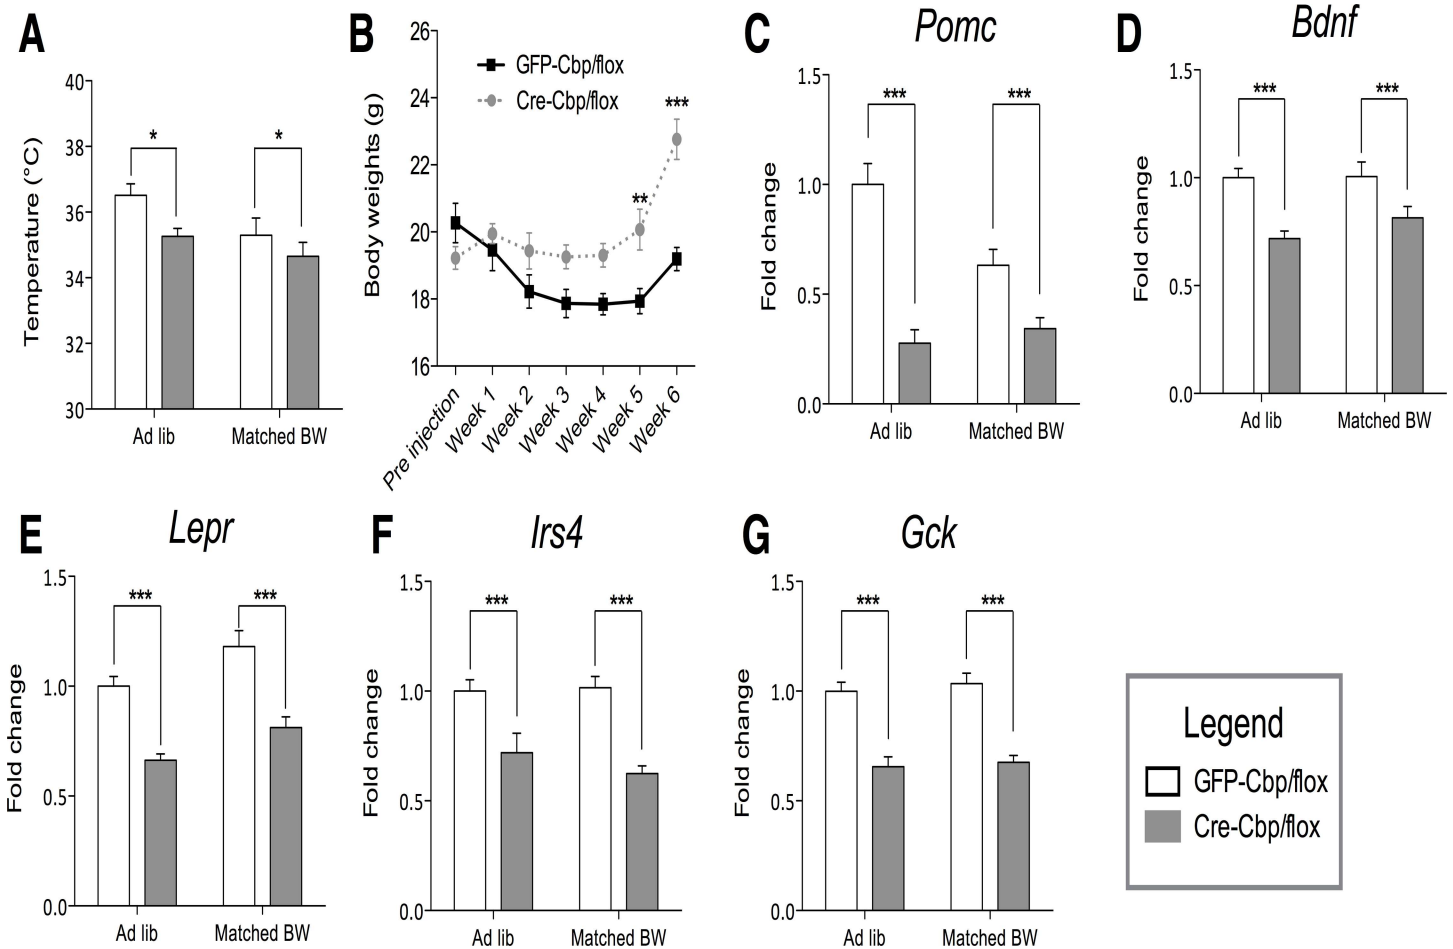 A
Temperature (°C)
40
38
36
34
32
30
*
*
Ad lib
Matched BW
B
Body weights (g)
26
24
22
20
18
16
GFP-Cbp/flox
Cre-Cbp/flox
**
***
Pre injection
Week 1
Week 2
Week 3
Week 4
Week 5
Week 6
C
Pomc
Fold change
1.5
1.0
0.5
0.0
***
***
Ad lib
Matched BW
D
Bdnf
Fold change
1.5
1.0
0.5
0.0
***
***
Ad lib
Matched BW
E
Lepr
Fold change
1.5
1.0
0.5
0.0
***
***
Ad lib
Matched BW
F
Irs4
Fold change
1.5
1.0
0.5
0.0
***
***
Ad lib
Matched BW
G
Gck
Fold change
1.5
1.0
0.5
0.0
***
***
Ad lib
Matched BW
Legend
GFP-Cbp/flox
Cre-Cbp/flox